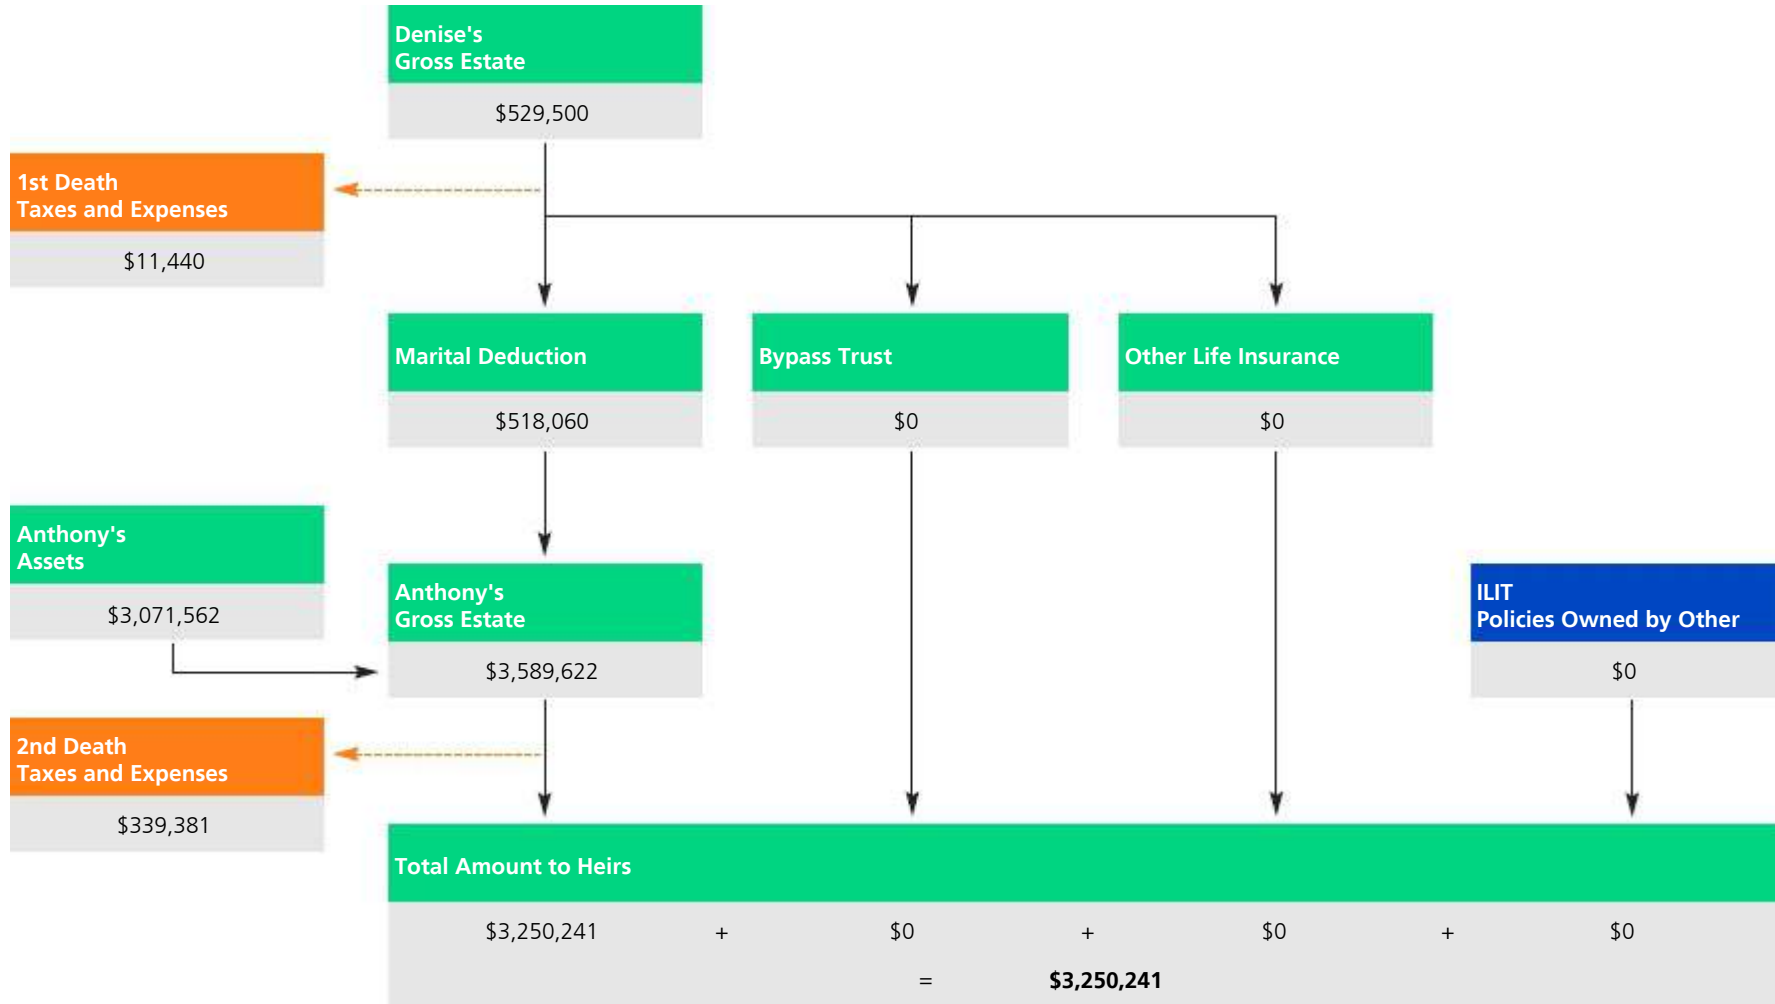 Denise's
Gross Estate
$529,500
1st Death
Taxes and Expenses
$11,440
Marital Deduction
Bypass Trust
Other Life Insurance
$518,060
$0
$0
Anthony's
Assets
$3,071,562
Anthony's
Gross Estate
$3,589,622
ILIT
Policies Owned by Other
$0
2nd Death
Taxes and Expenses
$339,381
Total Amount to Heirs
$3,250,241 + $0 + $0 + $0
= $3,250,241